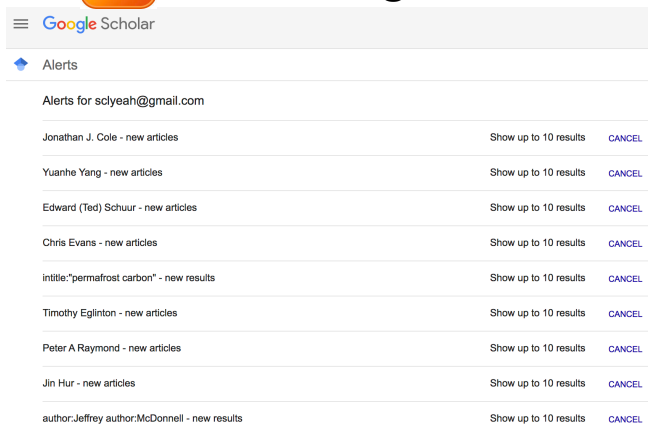 Google Scholar
Alerts
Alerts for sclyeah@gmail.com
Jonathan J. Cole - new articles Show up to 10 results CANCEL
Yuanhe Yang - new articles Show up to 10 results CANCEL
Edward (Ted) Schuur - new articles Show up to 10 results CANCEL
Chris Evans - new articles Show up to 10 results CANCEL
intitle:"permafrost carbon" - new results Show up to 10 results CANCEL
Timothy Eglinton - new articles Show up to 10 results CANCEL
Peter A Raymond - new articles Show up to 10 results CANCEL
Jin Hur - new articles Show up to 10 results CANCEL
author:Jeffrey author:McDonnell - new results Show up to 10 results CANCEL